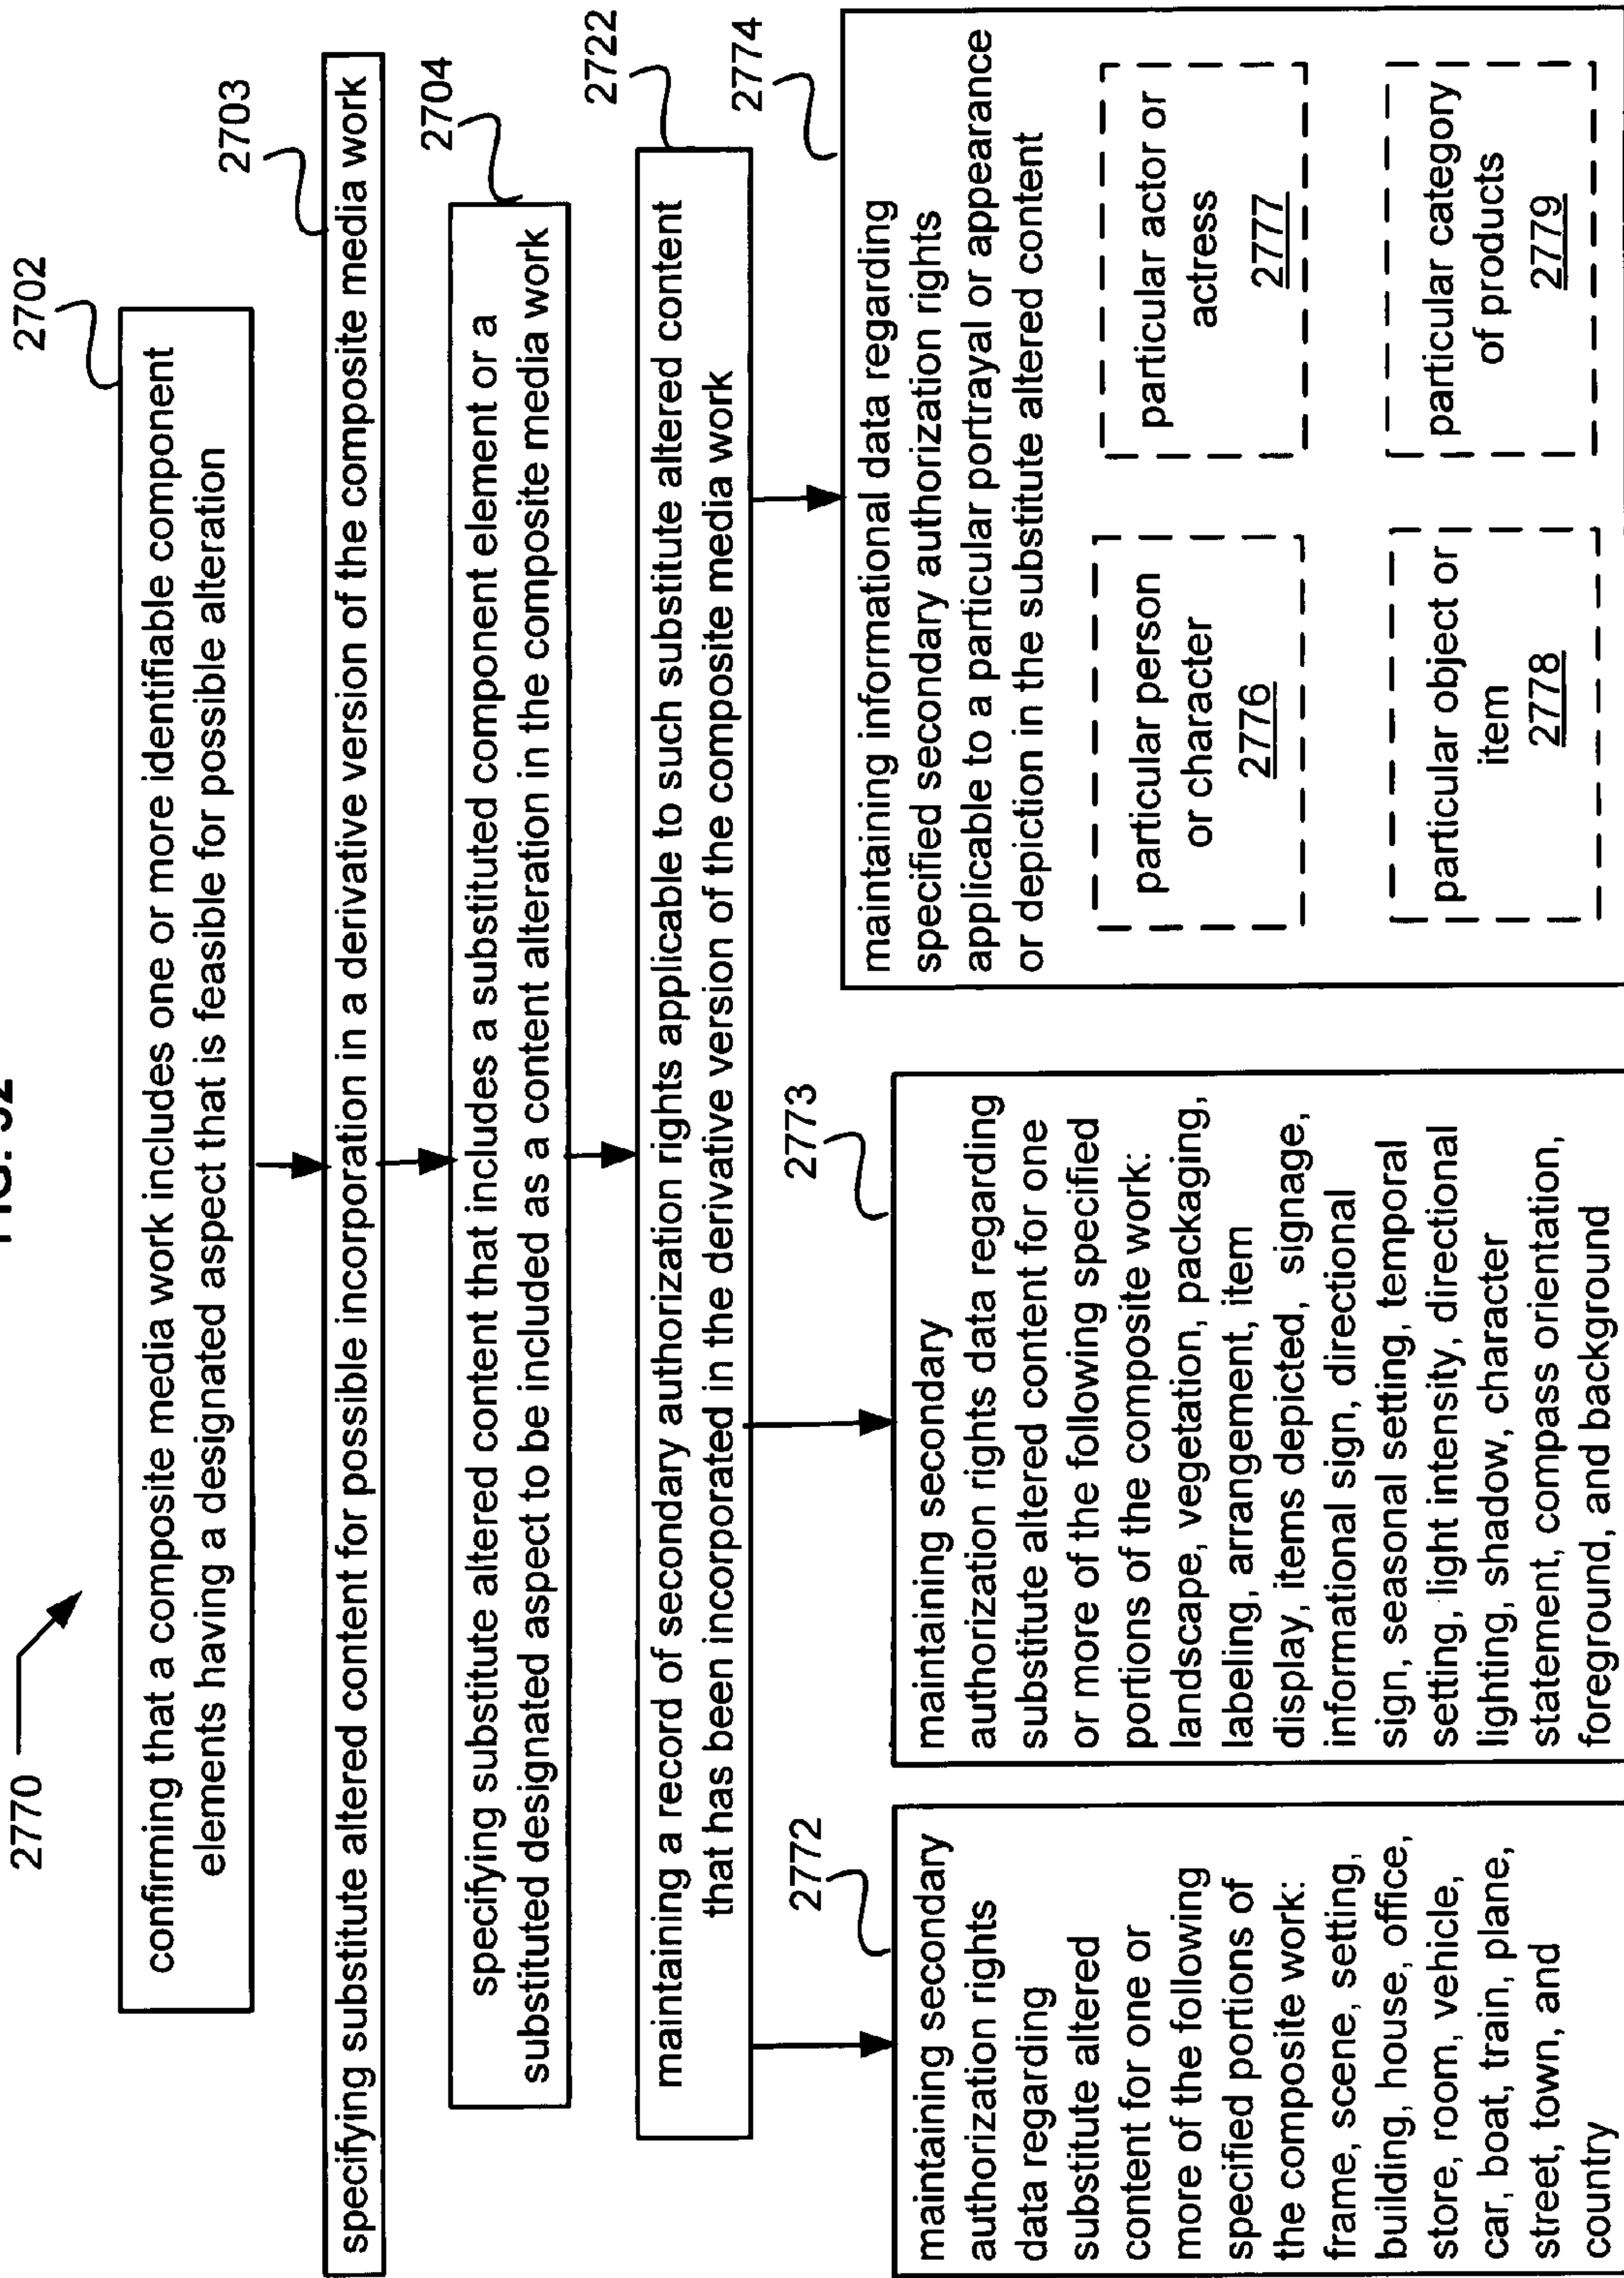 2770
2702
confirming that a composite media work includes one or more identifiable component
elements having a designated aspect that is feasible for possible alteration
2703
specifying substitute altered content for possible incorporation in a derivative version of the composite media work
2704
specifying substitute altered content that includes a substituted component element or a
substituted designated aspect to be included as a content alteration in the composite media work
2722
maintaining a record of secondary authorization rights applicable to such substitute altered content
that has been incorporated in the derivative version of the composite media work
2772
maintaining secondary
authorization rights
data regarding
substitute altered
content for one or
more of the following
specified portions of
the composite work:
frame, scene, setting,
building, house, office,
store, room, vehicle,
car, boat, train, plane,
street, town, and
country
2773
maintaining secondary
authorization rights data regarding
substitute altered content for one
or more of the following specified
portions of the composite work:
landscape, vegetation, packaging,
labeling, arrangement, item
display, items depicted, signage,
informational sign, directional
sign, seasonal setting, temporal
setting, light intensity, directional
lighting, shadow, character
statement, compass orientation,
foreground, and background
2774
maintaining informational data regarding
specified secondary authorization rights
applicable to a particular portrayal or appearance
or depiction in the substitute altered content
particular person
or character
2776
particular actor or
actress
2777
particular object or
item
2778
particular category
of products
2779